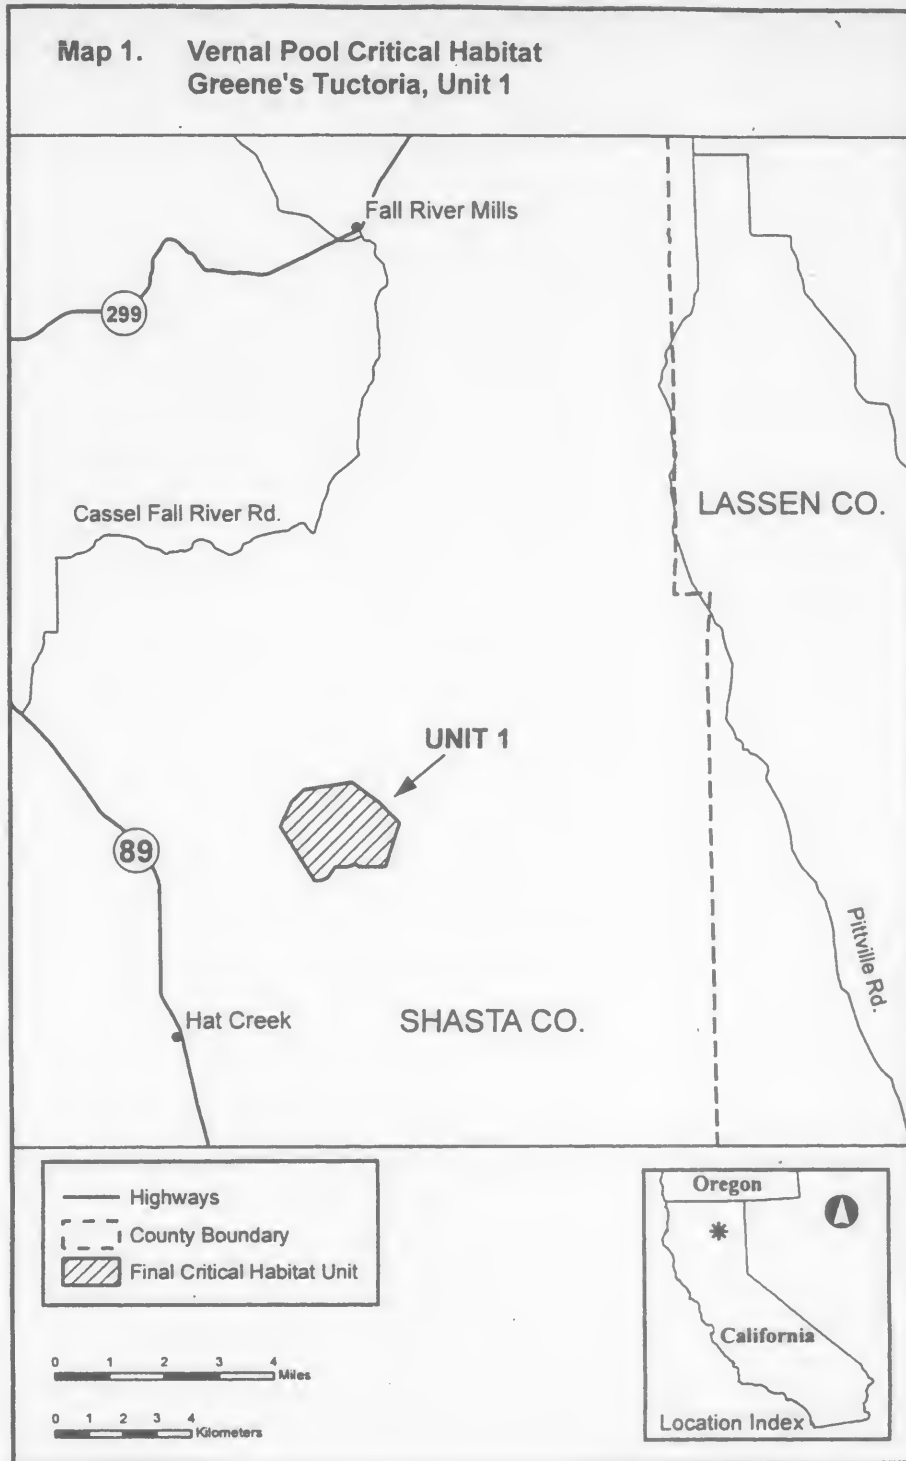 Map 1. Vernal Pool Critical Habitat
Greene's Tuctoria, Unit 1
Fall River Mills
299
LASSEN CO.
Cassel Fall River Rd.
UNIT 1
89
Pittville Rd.
Hat Creek
SHASTA CO.
Highways
County Boundary
Final Critical Habitat Unit
0 1 2 3 4
Miles
0 1 2 3 4
Kilometers
Oregon
California
Location Index